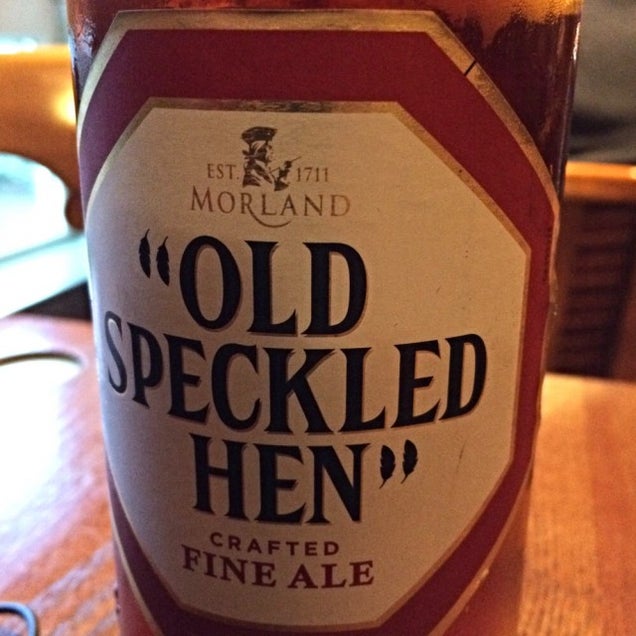 EST. 1711
MORLAND
"OLD
SPECKLED
HEN"
CRAFTED
FINE ALE